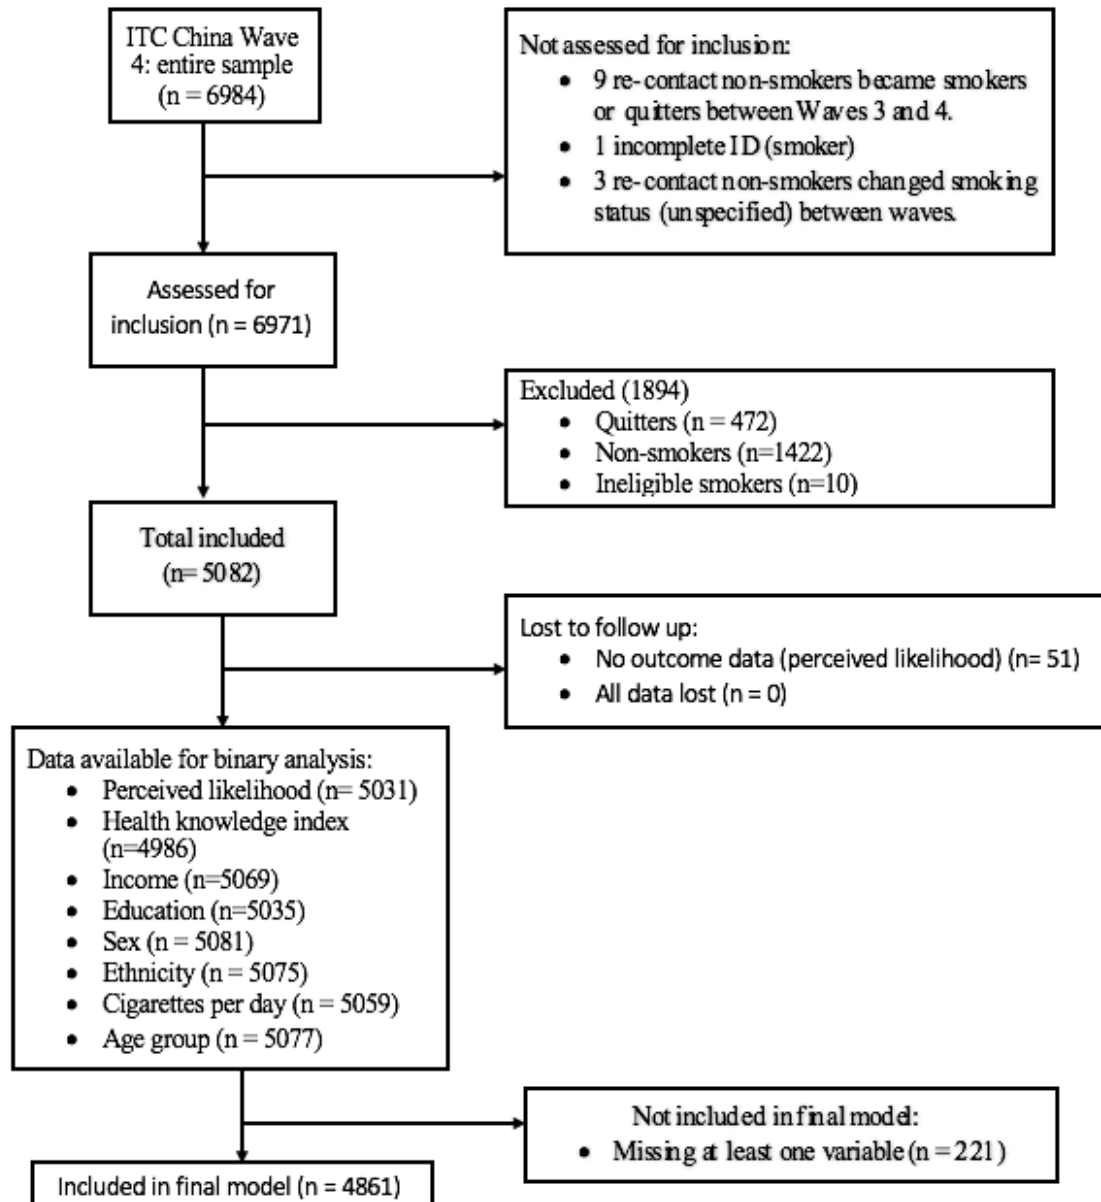 ITC China Wave
4: entire sample
(n = 6984)
Not assessed for inclusion:
• 9 re-contact non-smokers became smokers
or quitters between Waves 3 and 4.
• 1 incomplete ID (smoker)
• 3 re-contact non-smokers changed smoking
status (unspecified) between waves.
Assessed for
inclusion (n = 6971)
Excluded (1894)
• Quitters (n = 472)
• Non-smokers (n=1422)
• Ineligible smokers (n=10)
Total included
(n= 5082)
Lost to follow up:
• No outcome data (perceived likelihood) (n= 51)
• All data lost (n = 0)
Data available for binary analysis:
• Perceived likelihood (n= 5031)
• Health knowledge index
(n=4986)
• Income (n=5069)
• Education (n=5035)
• Sex (n = 5081)
• Ethnicity (n = 5075)
• Cigarettes per day (n = 5059)
• Age group (n = 5077)
Not included in final model:
• Missing at least one variable (n = 221)
Included in final model (n = 4861)